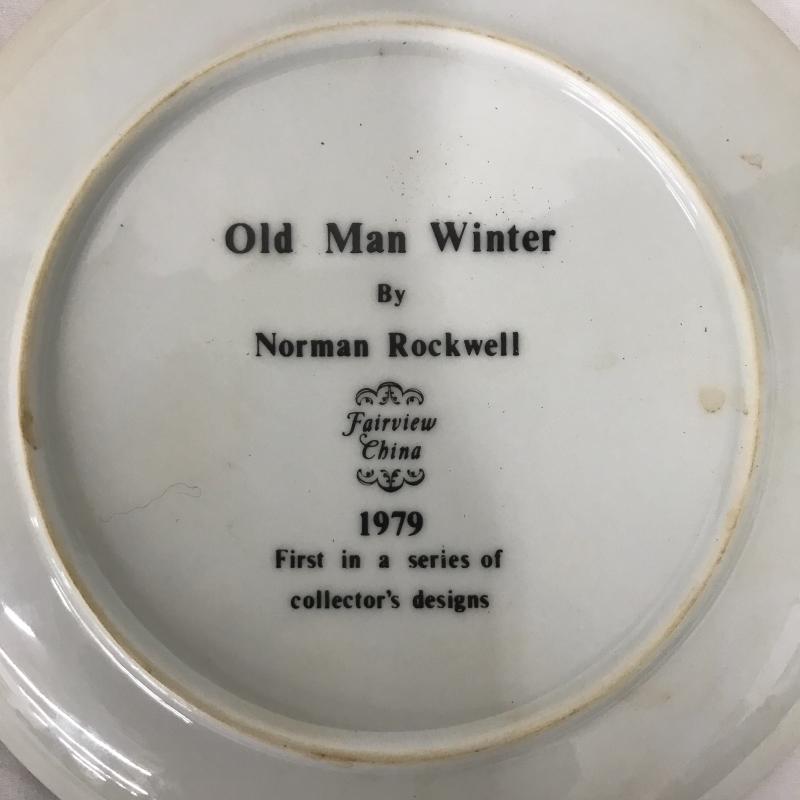 Old Man Winter
By
Norman Rockwell
Fairview
China
1979
First in a series of
collector's designs